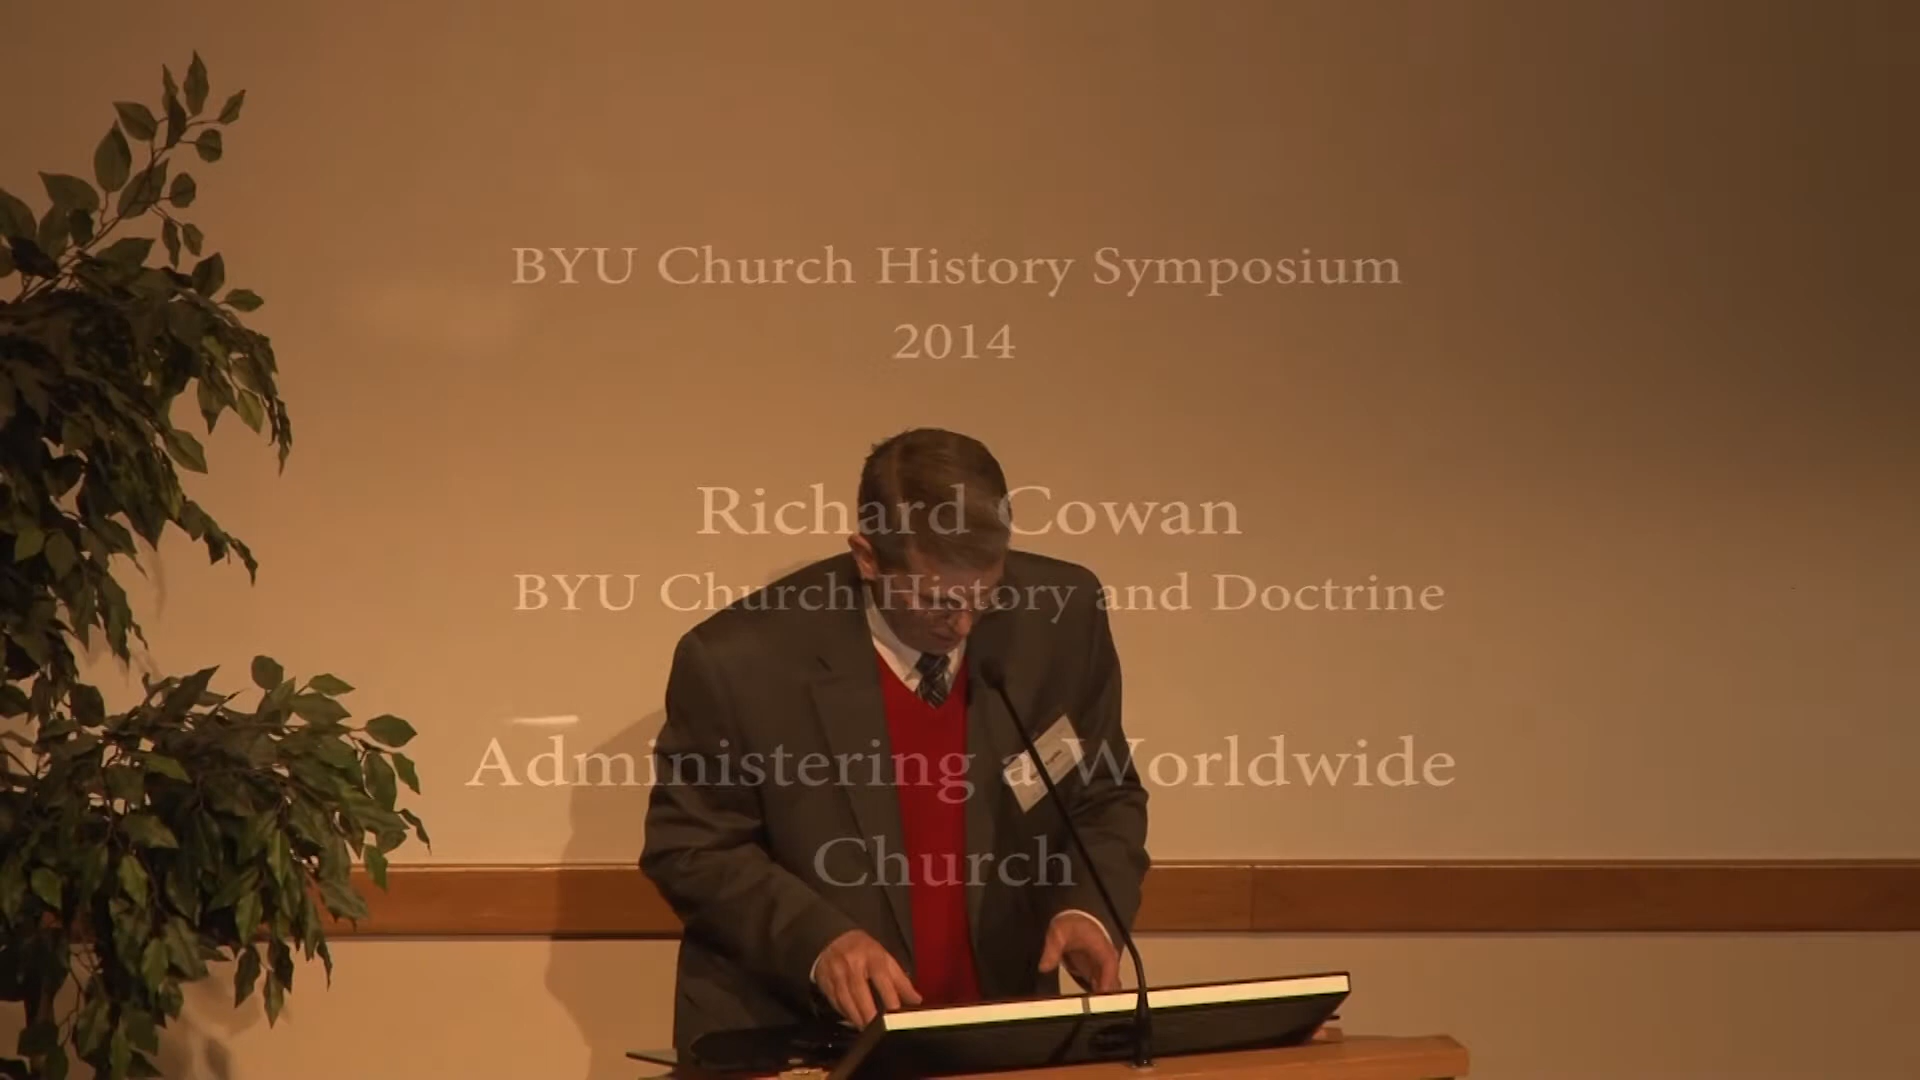 BYU Church History Symposium
2014
Richard Cowan
BYU Church History and Doctrine
Administering a Worldwide
Church